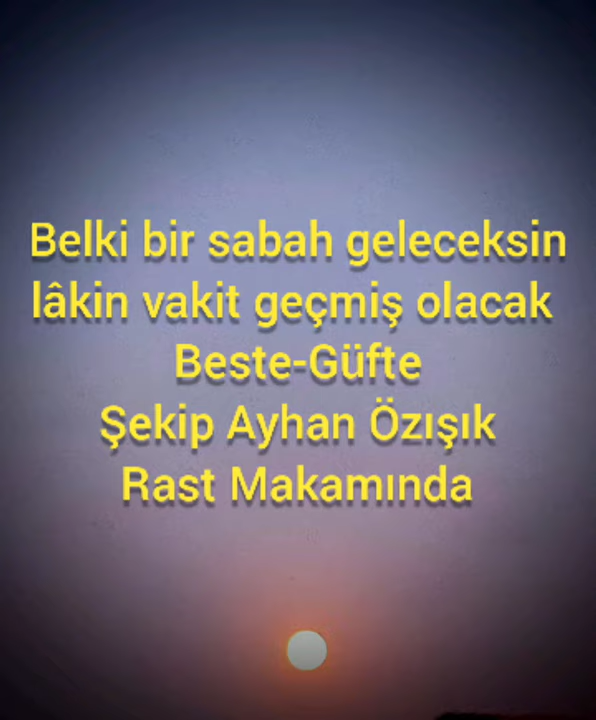 Belki bir sabah geleceksin
lâkin vakit geçmiş olacak
Beste-Güfte
Şekip Ayhan Özışık
Rast Makamında